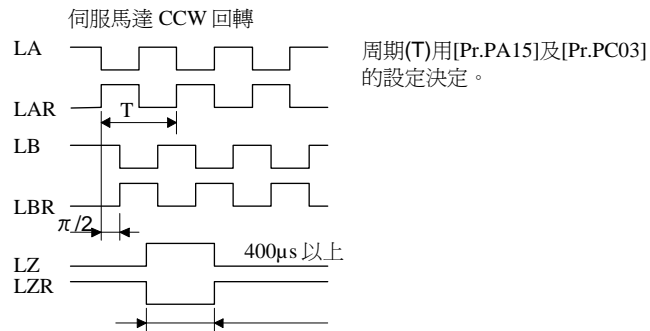 伺服馬達 CCW 回轉
LA
周期(T)用[Pr.PA15]及[Pr.PC03]
的設定決定。
LAR
T
LB
LBR
π/2
LZ
400μs 以上
LZR